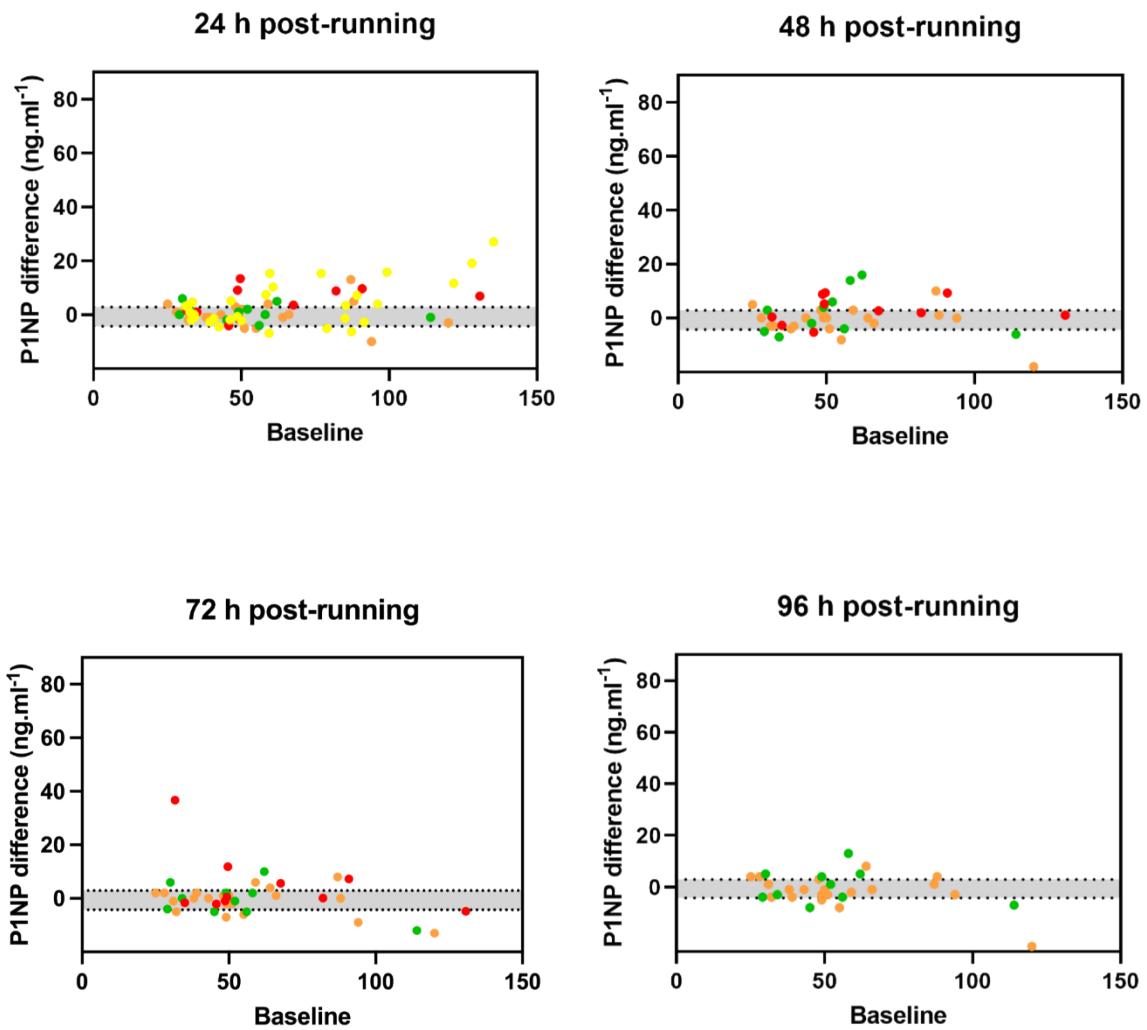 24 h post-running
P1NP difference (ng.ml-1)
80
60
40
20
0
0 50 100 150
Baseline
48 h post-running
P1NP difference (ng.ml-1)
80
60
40
20
0
0 50 100 150
Baseline
72 h post-running
P1NP difference (ng.ml-1)
80
60
40
20
0
0 50 100 150
Baseline
96 h post-running
P1NP difference (ng.ml-1)
80
60
40
20
0
0 50 100 150
Baseline